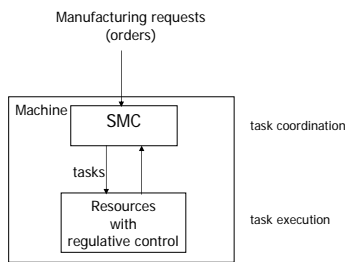 Manufacturing requests
(orders)
Machine
SMC
task coordination
tasks
Resources
with
regulative control
task execution